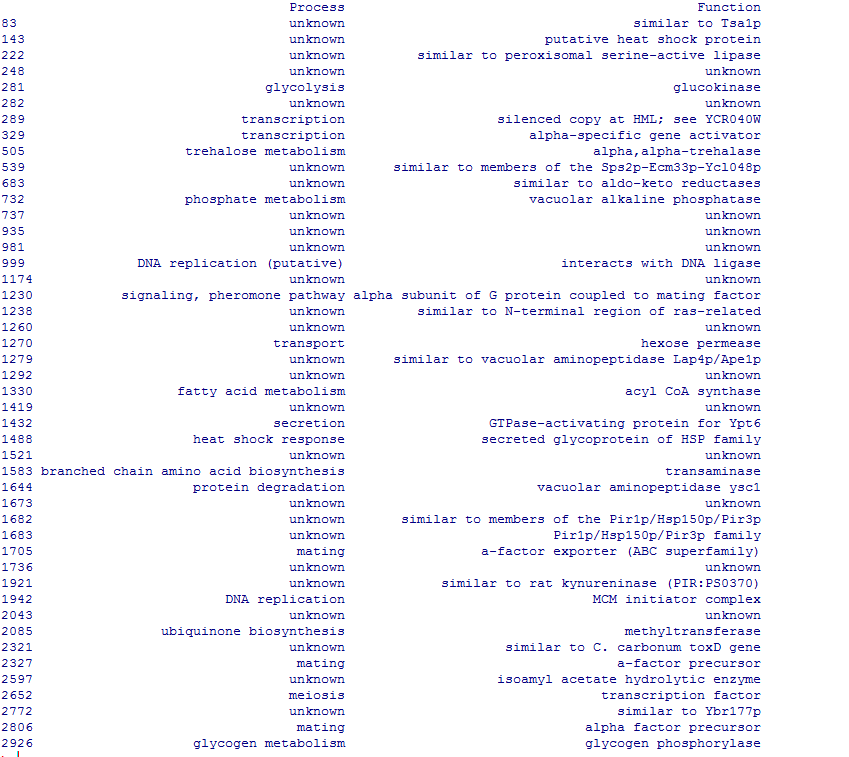 Process Function
83 unknown similar to Tsa1p
143 unknown putative heat shock protein
222 unknown similar to peroxisomal serine-active lipase
248 unknown unknown
281 glycolysis glucokinase
282 unknown unknown
289 transcription silenced copy at HML; see YCR040W
329 transcription alpha-specific gene activator
505 trehalose metabolism alpha,alpha-trehalase
539 unknown similar to members of the Sps2p-Ecm33p-Ycl048p
683 unknown similar to aldo-keto reductases
732 phosphate metabolism vacuolar alkaline phosphatase
737 unknown unknown
935 unknown unknown
981 unknown unknown
999 DNA replication (putative) interacts with DNA ligase
1174 unknown unknown
1230 signaling, pheromone pathway alpha subunit of G protein coupled to mating factor
1238 unknown similar to N-terminal region of ras-related
1260 unknown unknown
1270 transport hexose permease
1279 unknown similar to vacuolar aminopeptidase Lap4p/Ape1p
1292 unknown unknown
1330 fatty acid metabolism acyl CoA synthase
1419 unknown unknown
1432 secretion GTPase-activating protein for Ypt6
1488 heat shock response secreted glycoprotein of HSP family
1521 unknown unknown
1583 branched chain amino acid biosynthesis transaminase
1644 protein degradation vacuolar aminopeptidase ysc1
1673 unknown unknown
1682 unknown similar to members of the Pir1p/Hsp150p/Pir3p
1683 unknown Pir1p/Hsp150p/Pir3p family
1705 mating a-factor exporter (ABC superfamily)
1736 unknown unknown
1921 unknown similar to rat kynureninase (PIR:PS0370)
1942 DNA replication MCM initiator complex
2043 unknown unknown
2085 ubiquinone biosynthesis methyltransferase
2321 unknown similar to C. carbonum toxD gene
2327 mating a-factor precursor
2597 unknown isoamyl acetate hydrolytic enzyme
2652 meiosis transcription factor
2772 unknown similar to Ybr177p
2806 mating alpha factor precursor
2926 glycogen metabolism glycogen phosphorylase